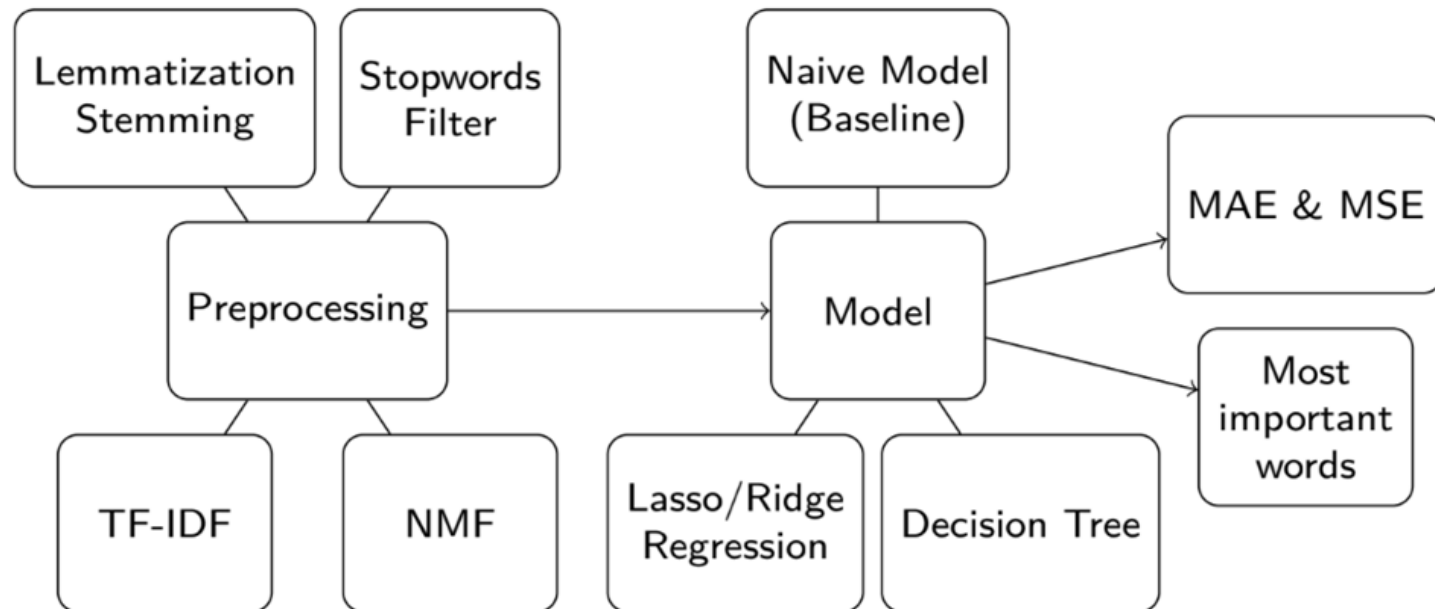 Lemmatization
Stemming
Stopwords
Filter
Naive Model
(Baseline)
MAE & MSE
Preprocessing
Model
Most
important
words
TF-IDF
NMF
Lasso/Ridge
Regression
Decision Tree